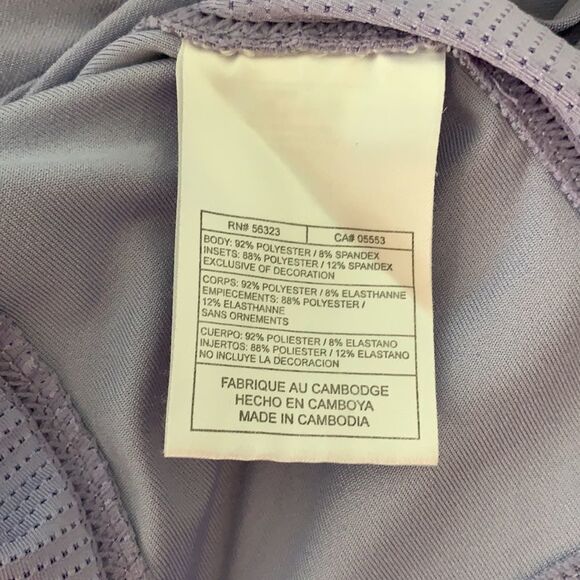 RN# 56323 CA# 05553
BODY: 92% POLYESTER / 8% SPANDEX
INSETS: 88% POLYESTER / 12% SPANDEX
EXCLUSIVE OF DECORATION
CORPS: 92% POLYESTER / 8% ELASTHANNE
EMPIECEMENTS: 88% POLYESTER /
12% ELASTHANNE
SANS ORNEMENTS
CUERPO: 92% POLIESTER / 8% ELASTANO
INJERTOS: 88% POLIESTER / 12% ELASTANO
NO INCLUYE LA DECORACION
FABRIQUE AU CAMBODGE
HECHO EN CAMBOYA
MADE IN CAMBODIA